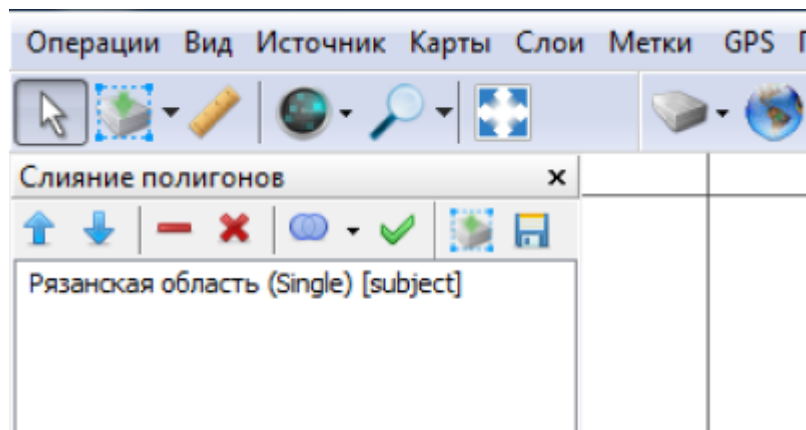 Операции Вид Источник Карты Слои Метки GPS
Слияние полигонов
Рязанская область (Single) [subject]